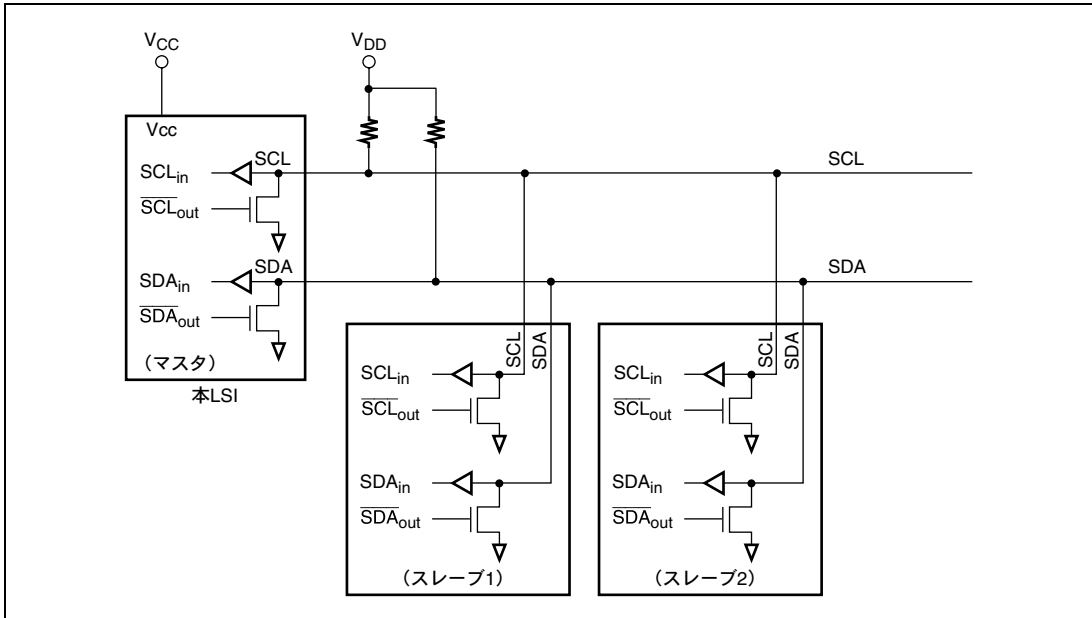 VCC
VDD
Vcc
SCL
SCL
SCLin
SCLout
SDA
SDA
SDAin
SDAout
（マスタ）
本LSI
SCL
SDA
SCLin
SCLout
SDAin
SDAout
（スレーブ1）
SCL
SDA
SCLin
SCLout
SDAin
SDAout
（スレーブ2）